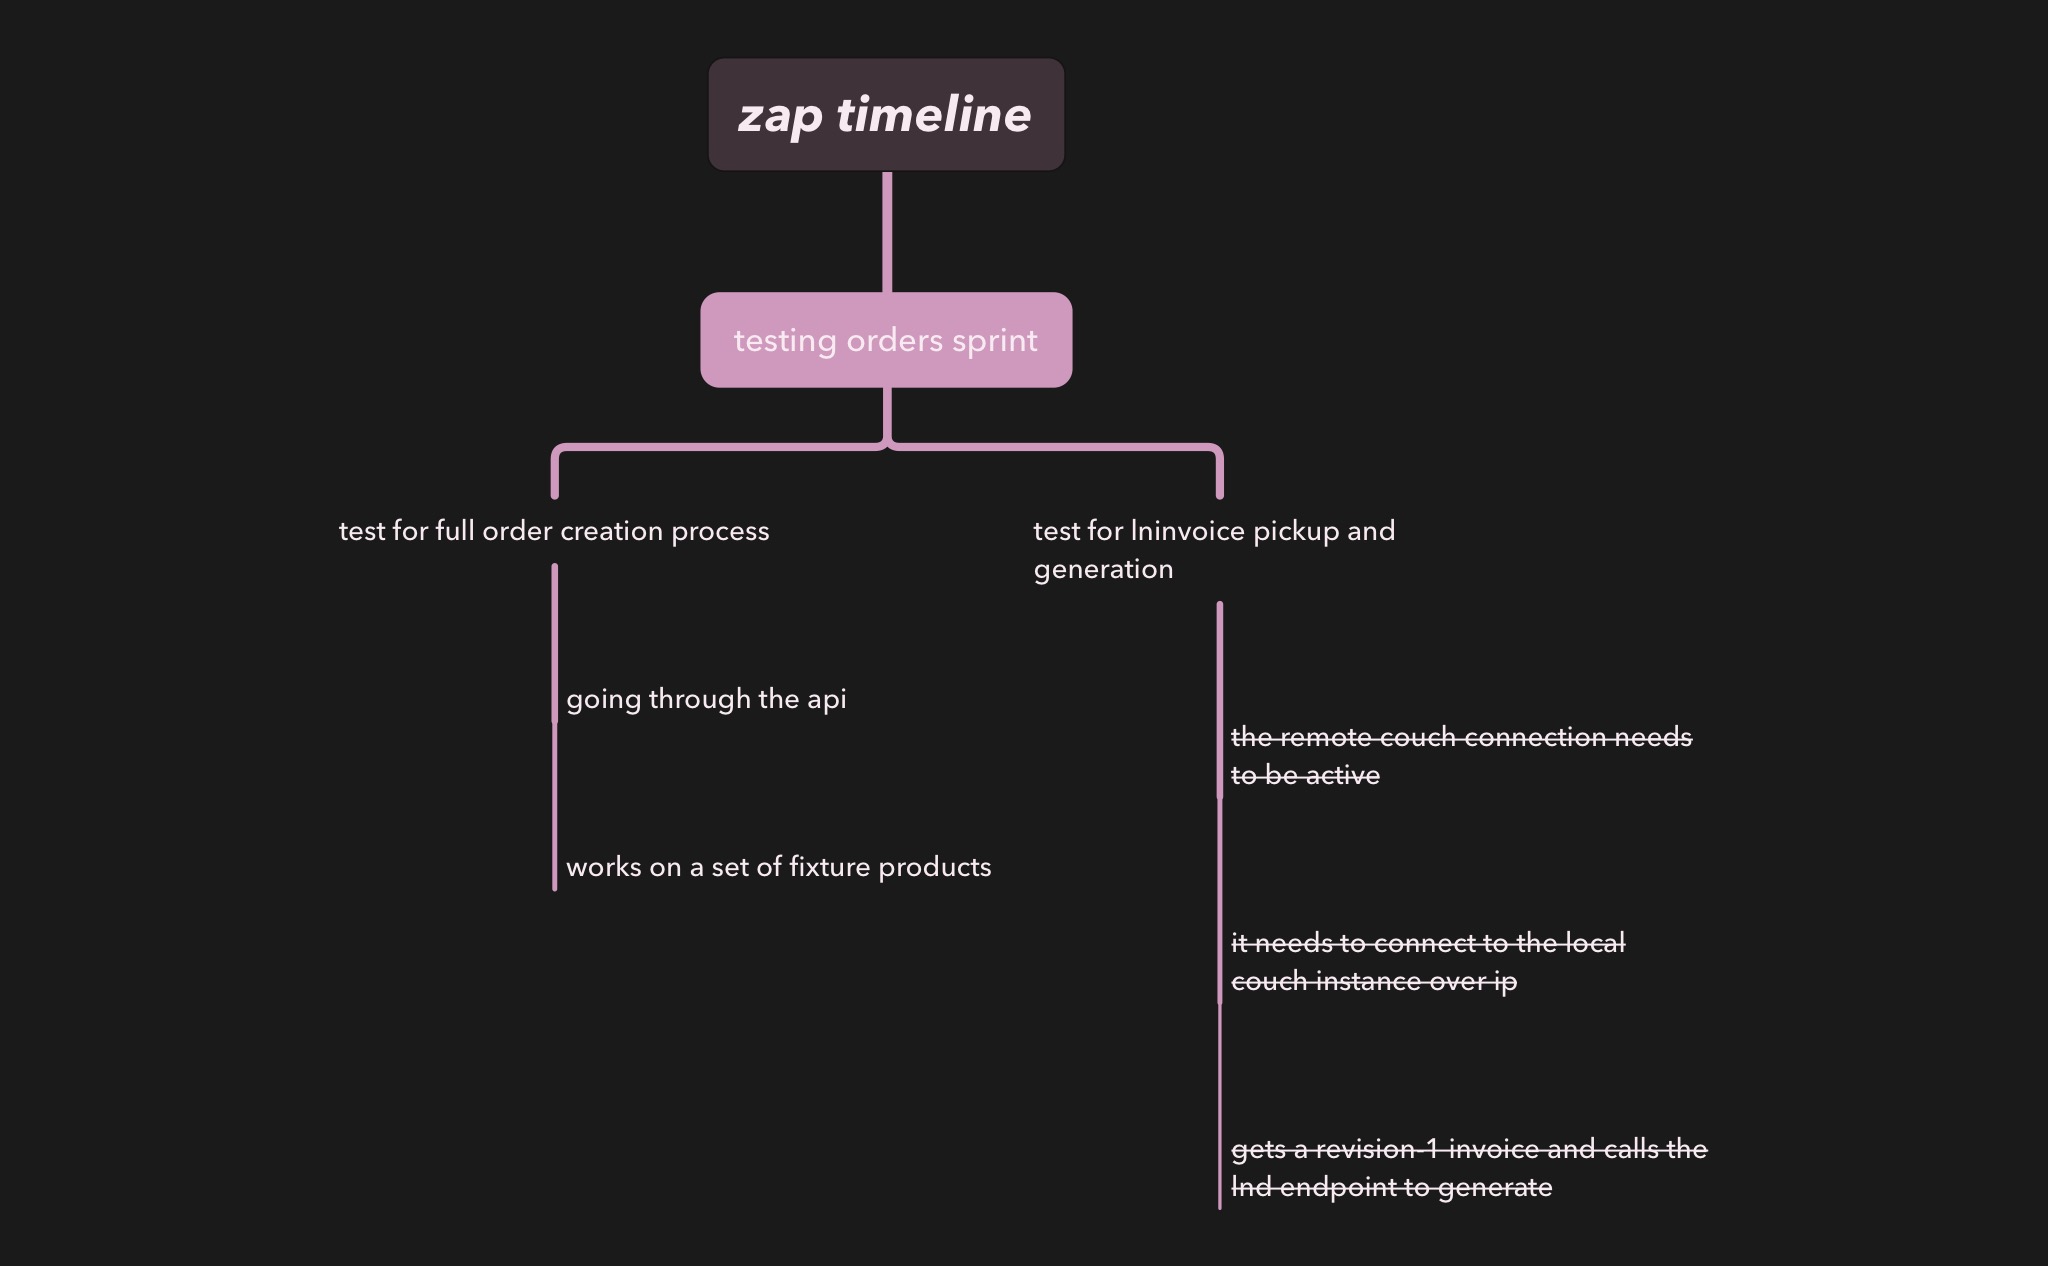 zap timeline
testing orders sprint
test for full order creation process
going through the api
works on a set of fixture products
test for lninvoice pickup and
generation
the remote couch connection needs
to be active
it needs to connect to the local
couch instance over ip
gets a revision-1 invoice and calls the
lnd endpoint to generate